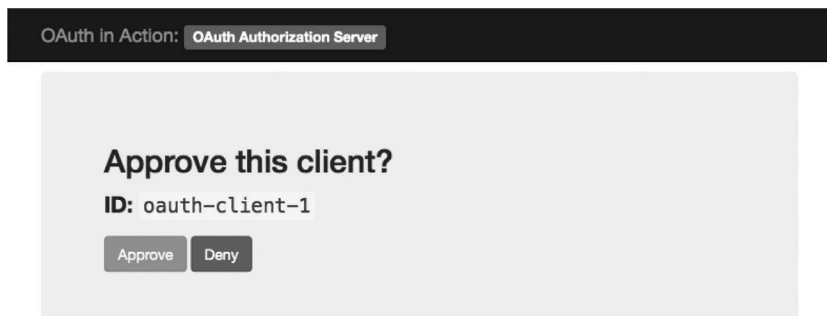 OAuth in Action: OAuth Authorization Server
Approve this client?
ID: oauth-client-1
Approve Deny